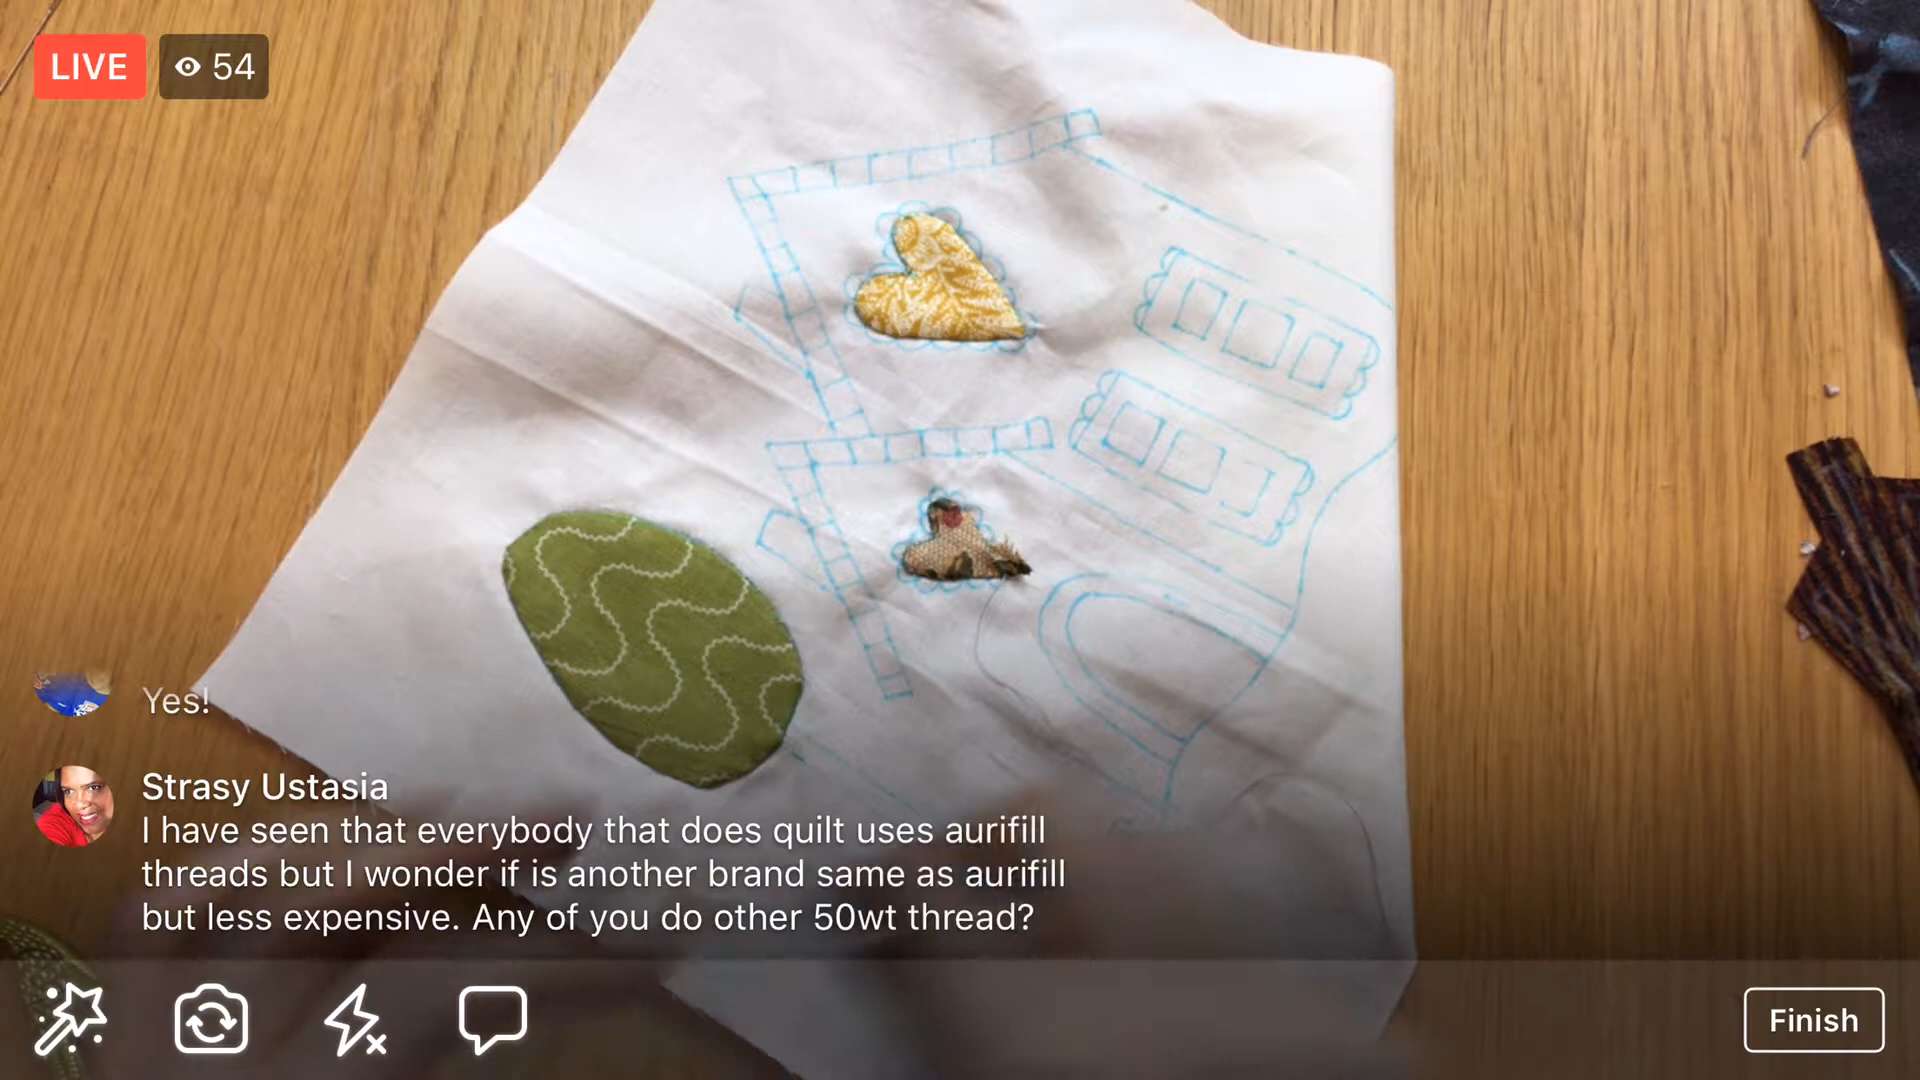 LIVE 54
Yes!
Strasy Ustasia
I have seen that everybody that does quilt uses aurifill
threads but I wonder if is another brand same as aurifill
but less expensive. Any of you do other 50wt thread?
Finish